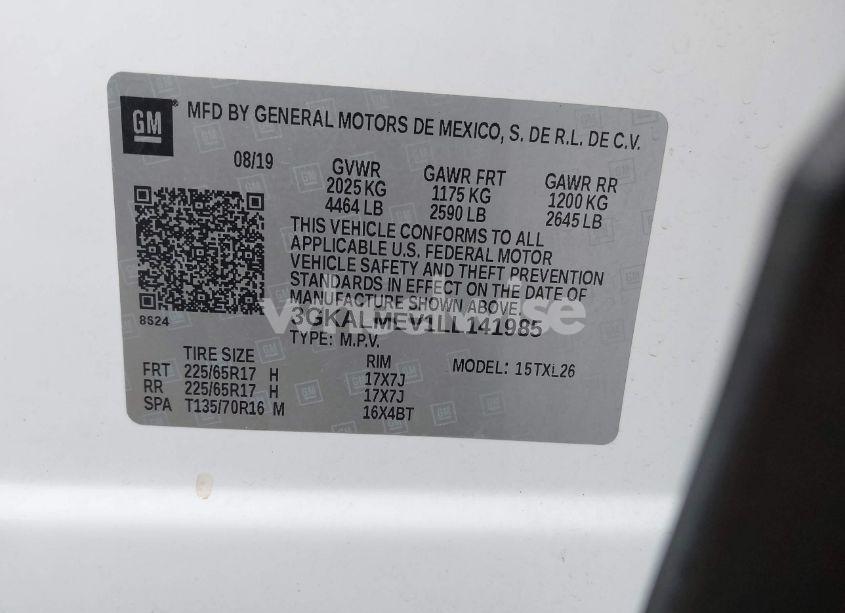 GM
MFD BY GENERAL MOTORS DE MEXICO, S. DE R.L. DE C.V.
08/19 GVWR GAWR FRT GAWR RR
2025 KG 1175 KG 1200 KG
4464 LB 2590 LB 2645 LB
THIS VEHICLE CONFORMS TO ALL
APPLICABLE U.S. FEDERAL MOTOR
VEHICLE SAFETY AND THEFT PREVENTION
STANDARDS IN EFFECT ON THE DATE OF
MANUFACTURE SHOWN ABOVE.
8S24
3GKALMEV1LL141985
TYPE: M.P.V.
TIRE SIZE RIM MODEL: 15TXL26
FRT 225/65R17 H 17X7J
RR 225/65R17 H 17X7J
SPA T135/70R16 M 16X4BT